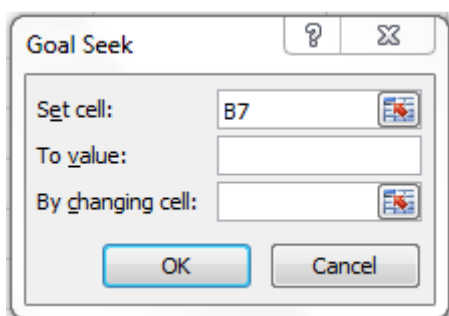 Goal Seek
Set cell: B7
To value:
By changing cell:
OK Cancel